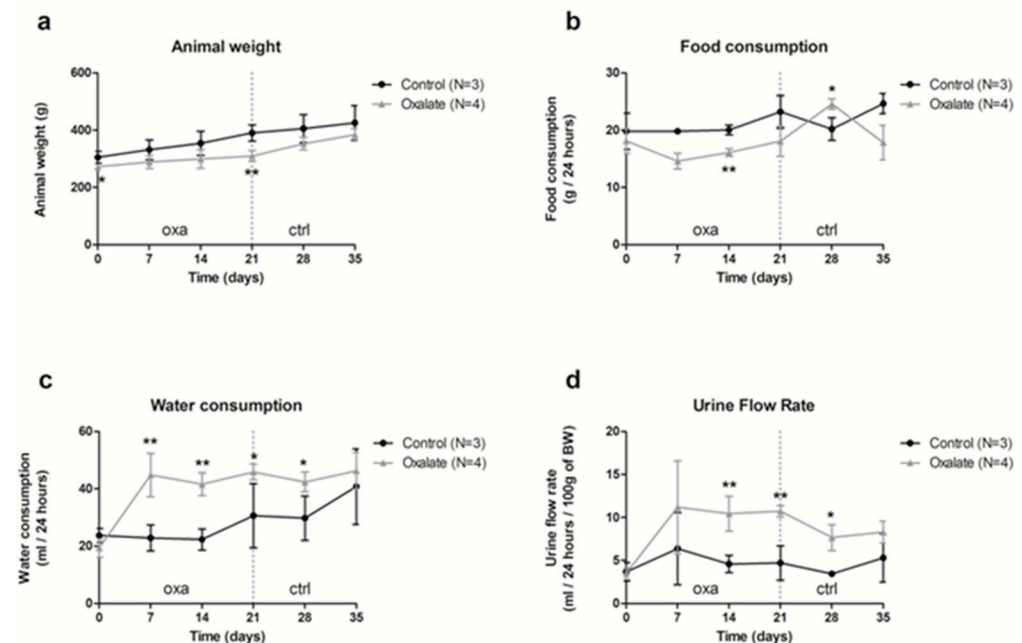 a
Animal weight
Animal weight (g)
600
400
200
0
*
**
oxa
ctrl
0 7 14 21 28 35
Time (days)
Control (N=3)
Oxalate (N=4)
b
Food consumption
Food consumption
(g / 24 hours)
30
20
10
0
**
*
oxa
ctrl
0 7 14 21 28 35
Time (days)
Control (N=3)
Oxalate (N=4)
c
Water consumption
Water consumption
(ml / 24 hours)
60
40
20
0
**
**
*
*
oxa
ctrl
0 7 14 21 28 35
Time (days)
Control (N=3)
Oxalate (N=4)
d
Urine Flow Rate
Urine flow rate
(ml / 24 hours / 100g of BW)
20
15
10
5
0
**
**
*
oxa
ctrl
0 7 14 21 28 35
Time (days)
Control (N=3)
Oxalate (N=4)